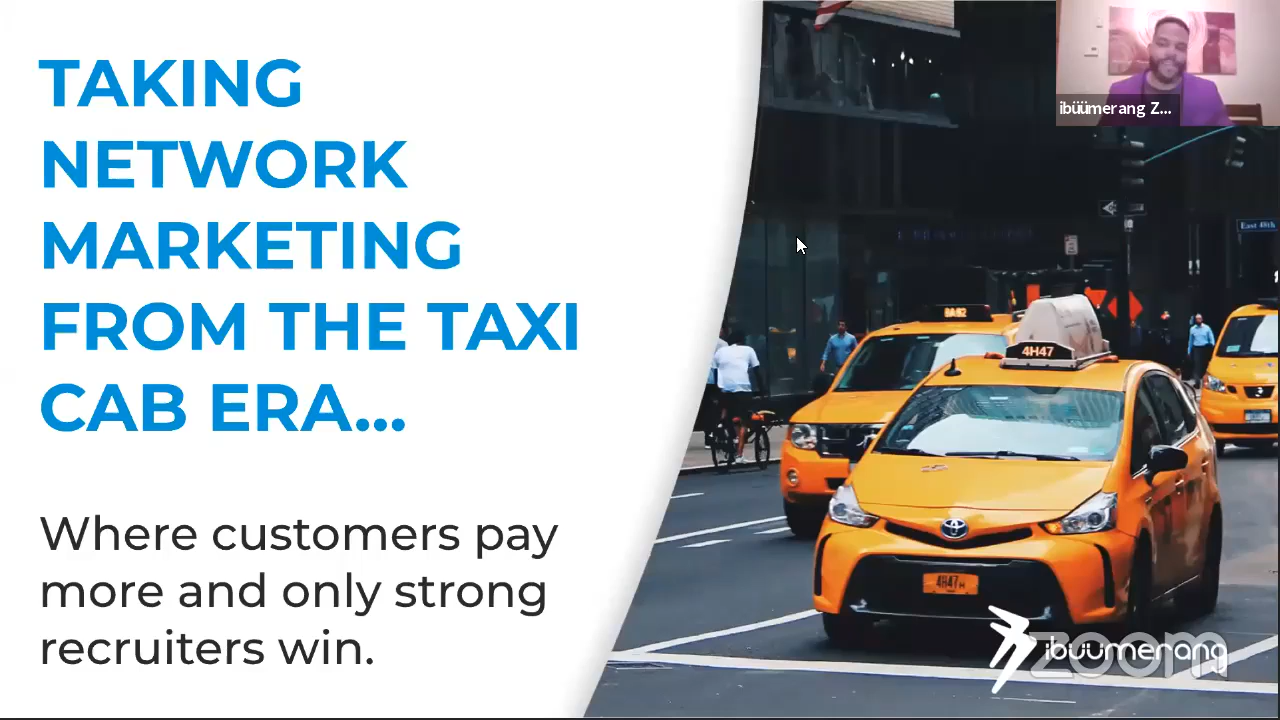 TAKING
NETWORK
MARKETING
FROM THE TAXI
CAB ERA...
Where customers pay
more and only strong
recruiters win.
ibüümerang Z...
East 48th
4H47
4H47
ibüümerang
zoom